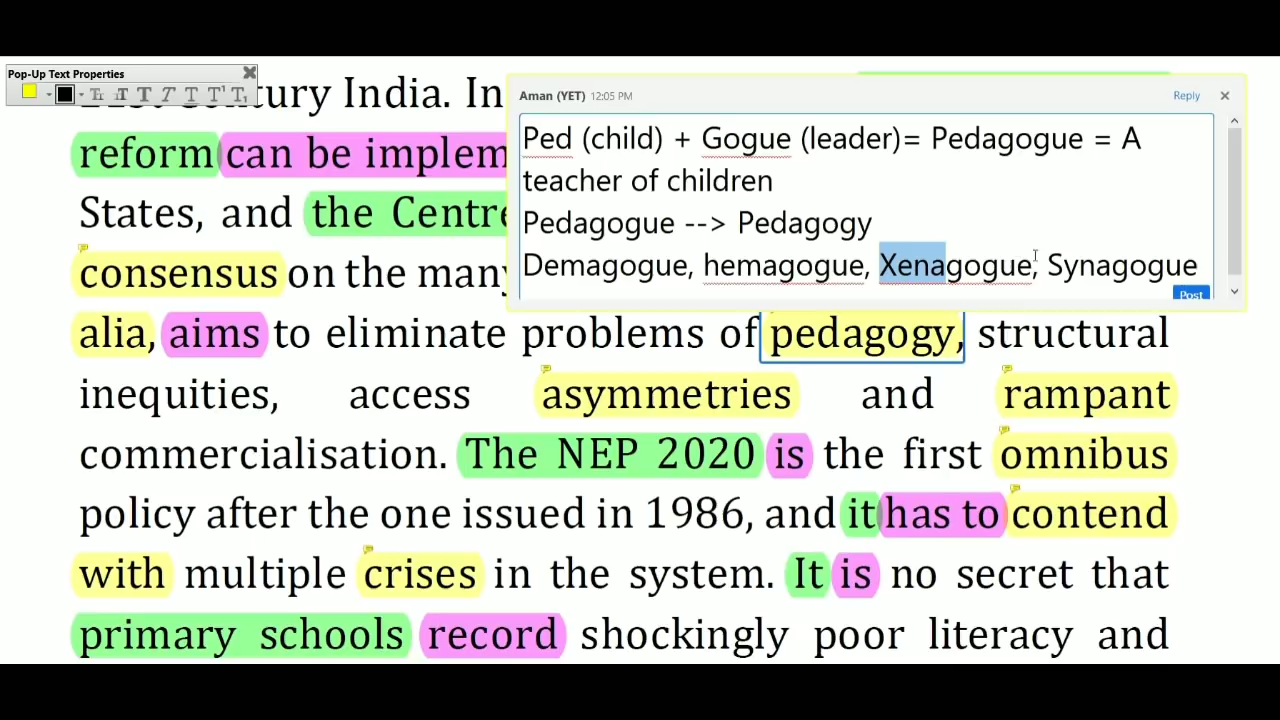 Pop-Up Text Properties
Aman (YET) 12:05 PM
Reply
Ped (child) + Gogue (leader)= Pedagogue = A
teacher of children
Pedagogue --> Pedagogy
Demagogue, hemagogue, Xenagogue, Synagogue
Post
Century India. In
reform can be implem
States, and the Centre
consensus on the many
alia, aims to eliminate problems of pedagogy, structural
inequities, access asymmetries and rampant
commercialisation. The NEP 2020 is the first omnibus
policy after the one issued in 1986, and it has to contend
with multiple crises in the system. It is no secret that
primary schools record shockingly poor literacy and